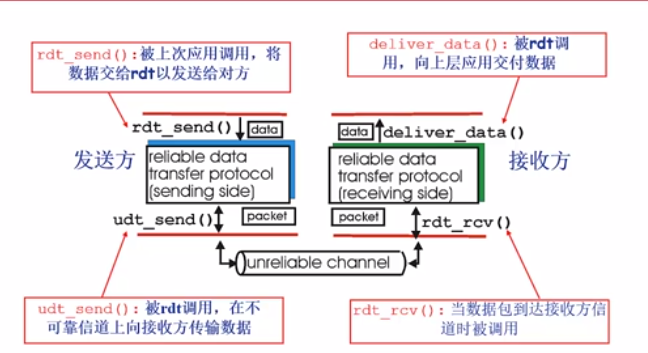 rdt_send(): 被上次应用调用，将
数据交给rdt以发送给对方
deliver_data(): 被rdt调
用，向上层应用交付数据
rdt_send()
data
data
deliver_data()
发送方
reliable data
transfer protocol
(sending side)
reliable data
transfer protocol
(receiving side)
接收方
udt_send()
packet
packet
rdt_rcv()
unreliable channel
udt_send(): 被rdt调用，在不
可靠信道上向接收方传输数据
rdt_rcv(): 当数据包到达接收方信
道时被调用